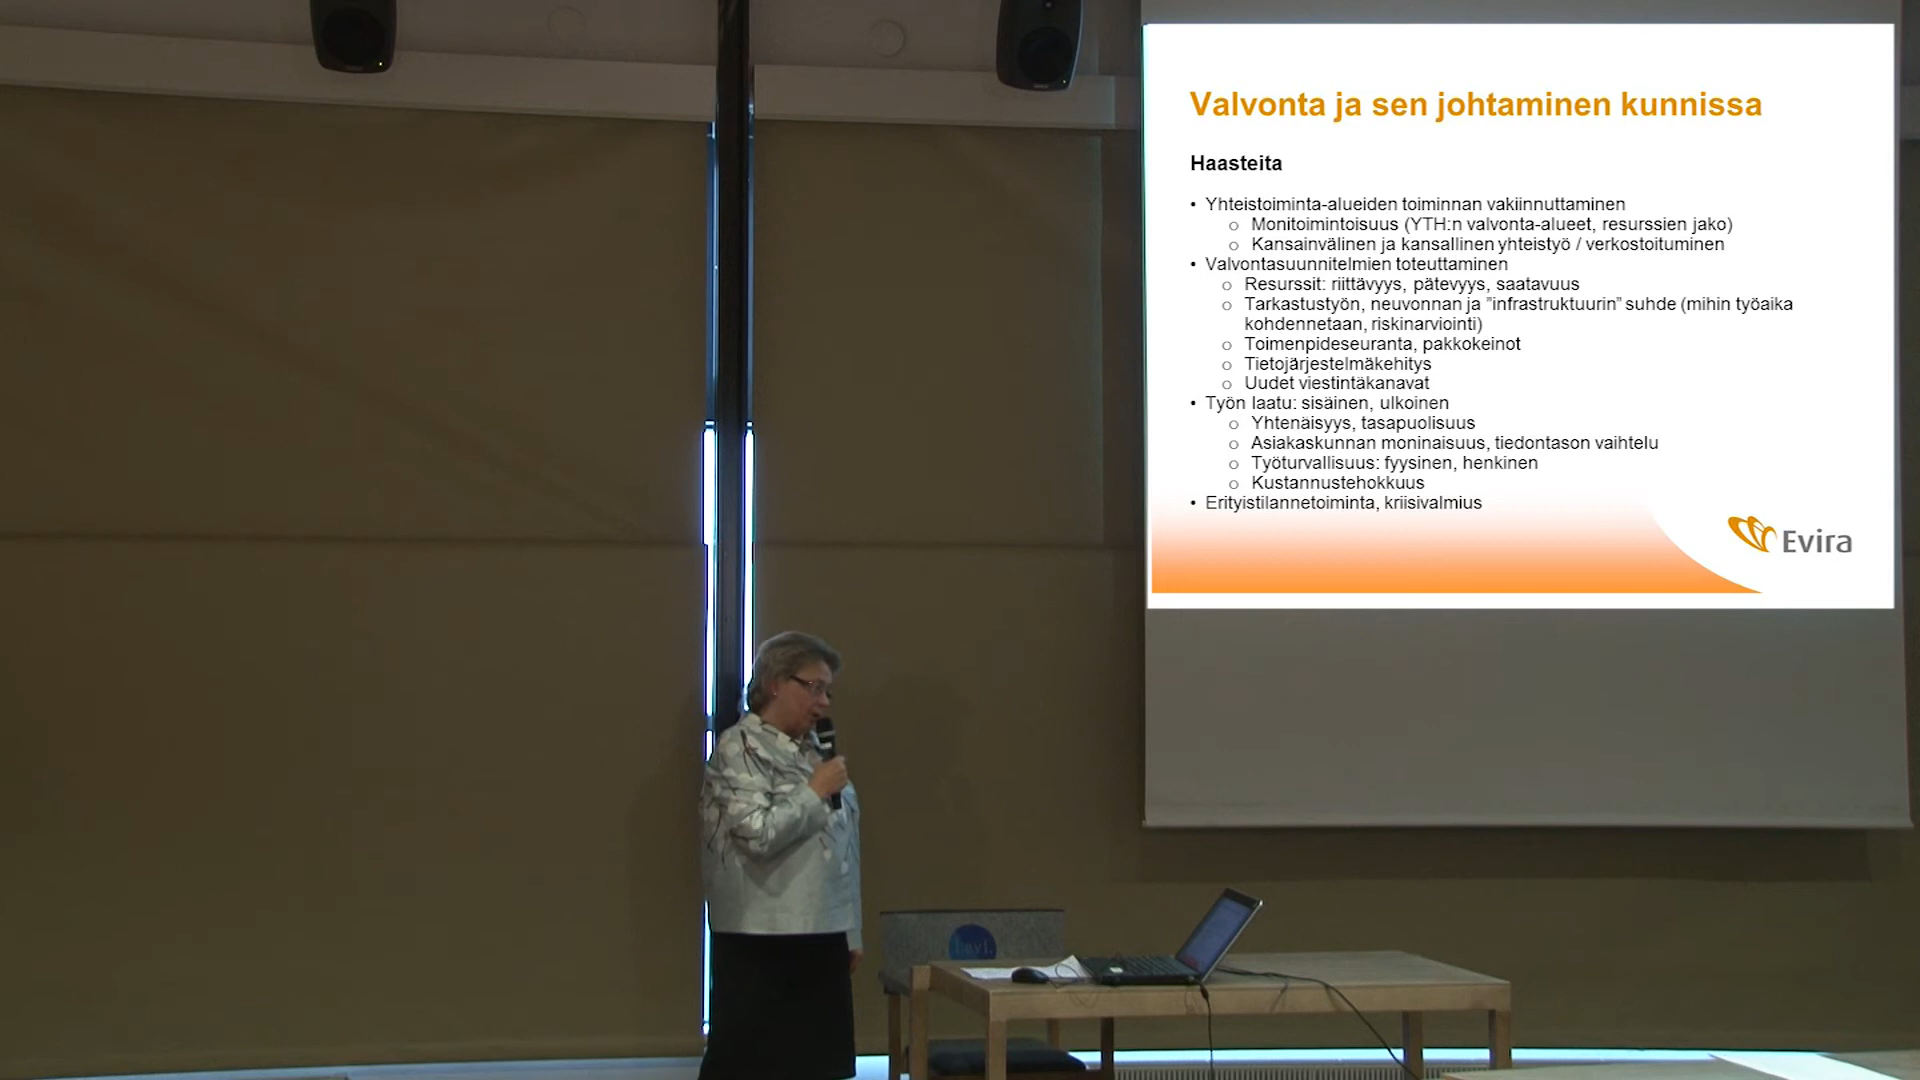 Valvonta ja sen johtaminen kunnissa
Haasteita
• Yhteistoiminta-alueiden toiminnan vakiinnuttaminen
o Monitoimintoisuus (YTH:n valvonta-alueet, resurssien jako)
o Kansainvälinen ja kansallinen yhteistyö / verkostoituminen
• Valvontasuunnitelmien toteuttaminen
o Resurssit: riittävyys, pätevyys, saatavuus
o Tarkastustyön, neuvonnan ja ”infrastruktuurin” suhde (mihin työaika
kohdennetaan, riskinarviointi)
o Toimenpideseuranta, pakkokeinot
o Tietojärjestelmäkehitys
o Uudet viestintäkanavat
• Työn laatu: sisäinen, ulkoinen
o Yhtenäisyys, tasapuolisuus
o Asiakaskunnan moninaisuus, tiedontason vaihtelu
o Työturvallisuus: fyysinen, henkinen
o Kustannustehokkuus
• Erityistilannetoiminta, kriisivalmius
Evira